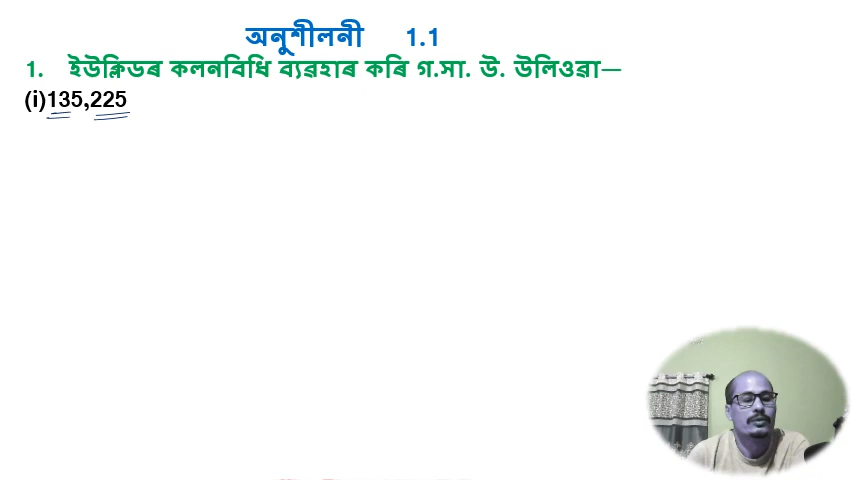 অনুশীলনী 1.1
1. ইউক্লিডৰ কলনবিধি ব্যৱহাৰ কৰি গ.সা. উ. উলিওৱা—
(i)135,225